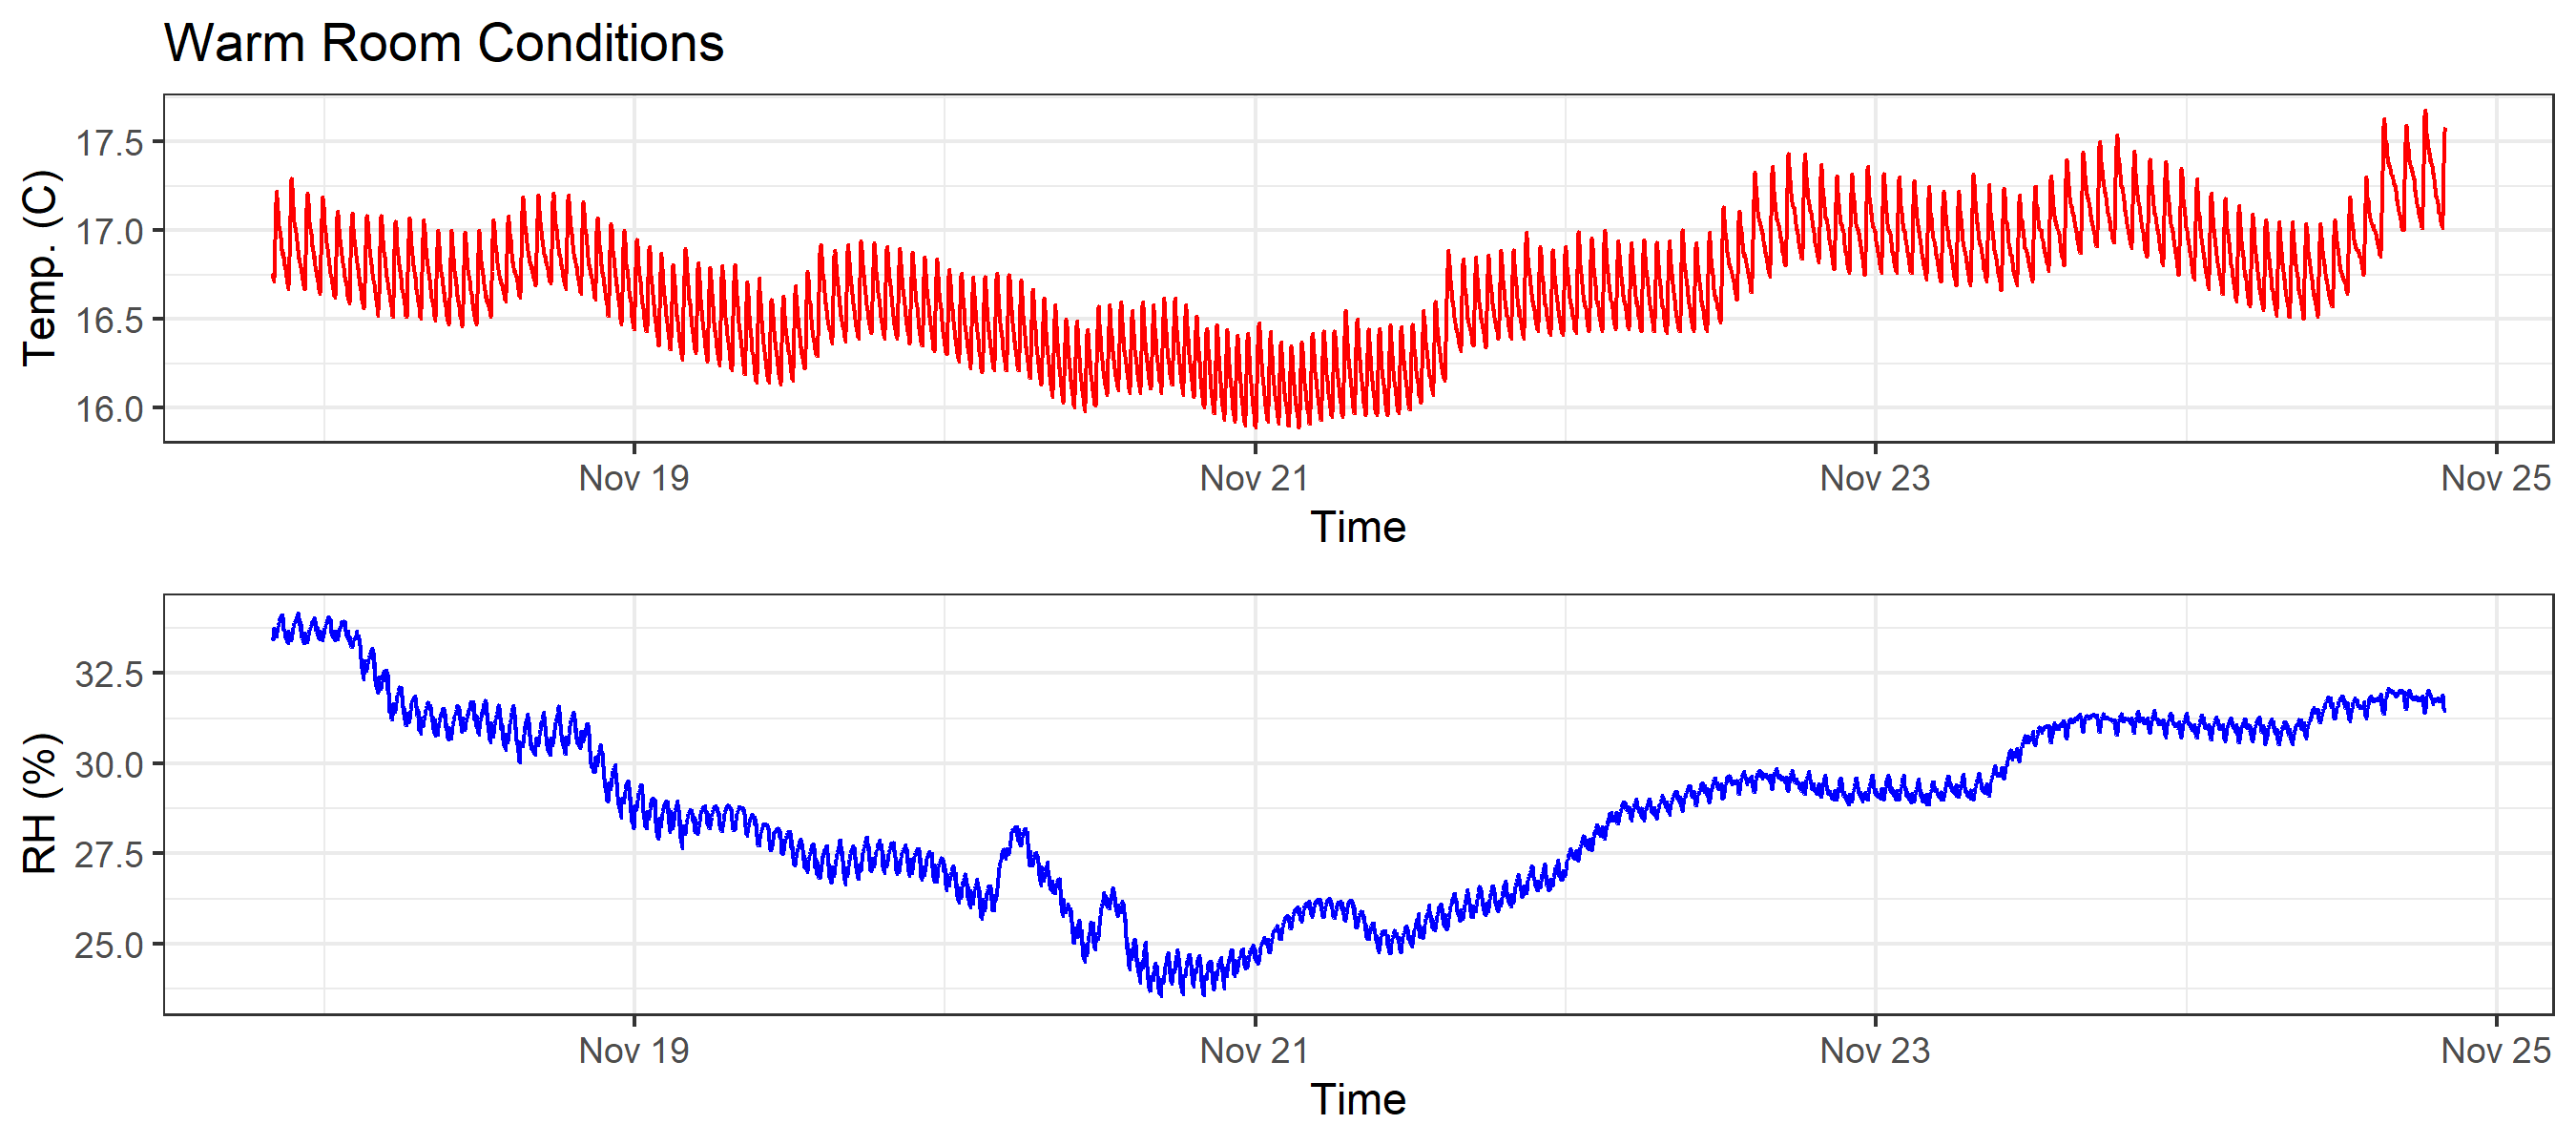 Warm Room Conditions
17.5
17.0
16.5
16.0
Temp. (C)
Nov 19 Nov 21 Nov 23 Nov 25
Time
32.5
30.0
27.5
25.0
RH (%)
Nov 19 Nov 21 Nov 23 Nov 25
Time